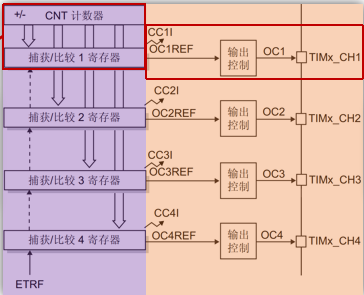 +/- CNT 计数器
CC1I
捕获/比较 1 寄存器 OC1REF 输出控制 OC1 TIMx_CH1
CC2I
捕获/比较 2 寄存器 OC2REF 输出控制 OC2 TIMx_CH2
CC3I
捕获/比较 3 寄存器 OC3REF 输出控制 OC3 TIMx_CH3
CC4I
捕获/比较 4 寄存器 OC4REF 输出控制 OC4 TIMx_CH4
ETRF